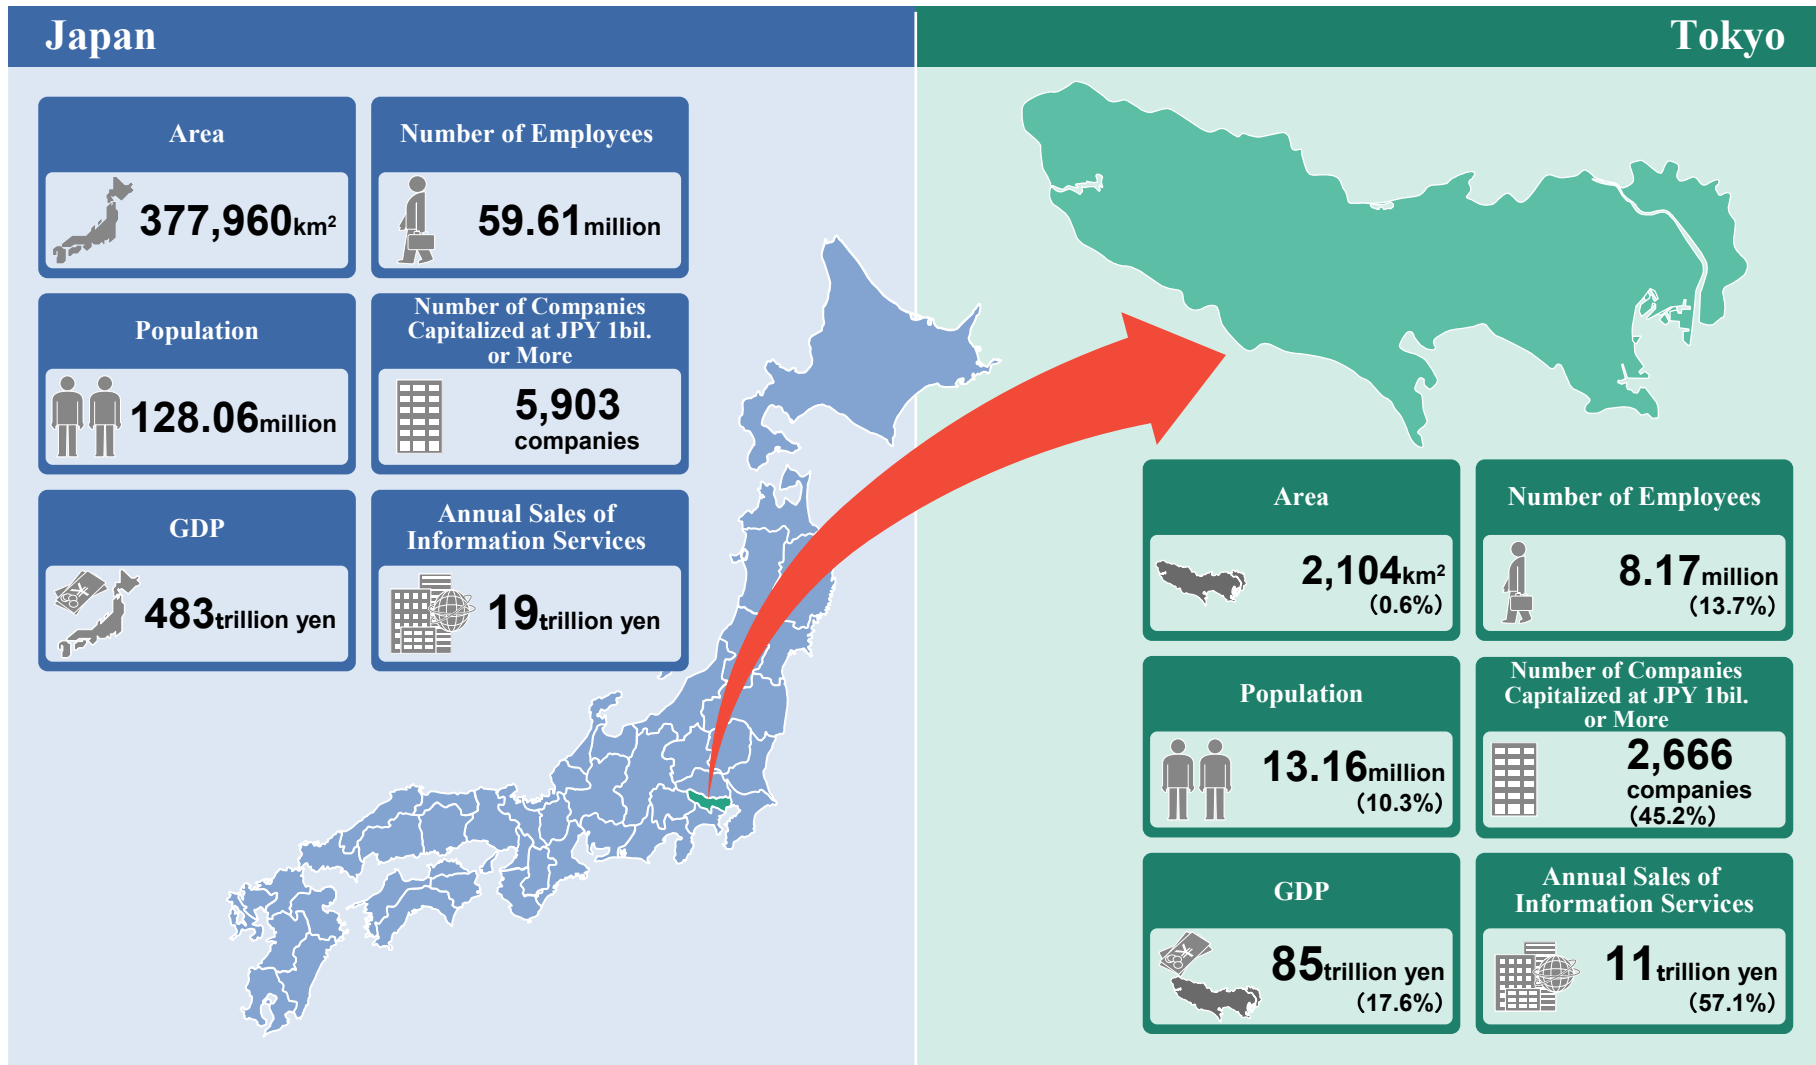 Japan
Area
377,960km²
Number of Employees
59.61million
Population
128.06million
Number of Companies
Capitalized at JPY 1bil.
or More
5,903
companies
GDP
483trillion yen
Annual Sales of
Information Services
19trillion yen
Tokyo
Area
2,104km²
(0.6%)
Number of Employees
8.17million
(13.7%)
Population
13.16million
(10.3%)
Number of Companies
Capitalized at JPY 1bil.
or More
2,666
companies
(45.2%)
GDP
85trillion yen
(17.6%)
Annual Sales of
Information Services
11trillion yen
(57.1%)